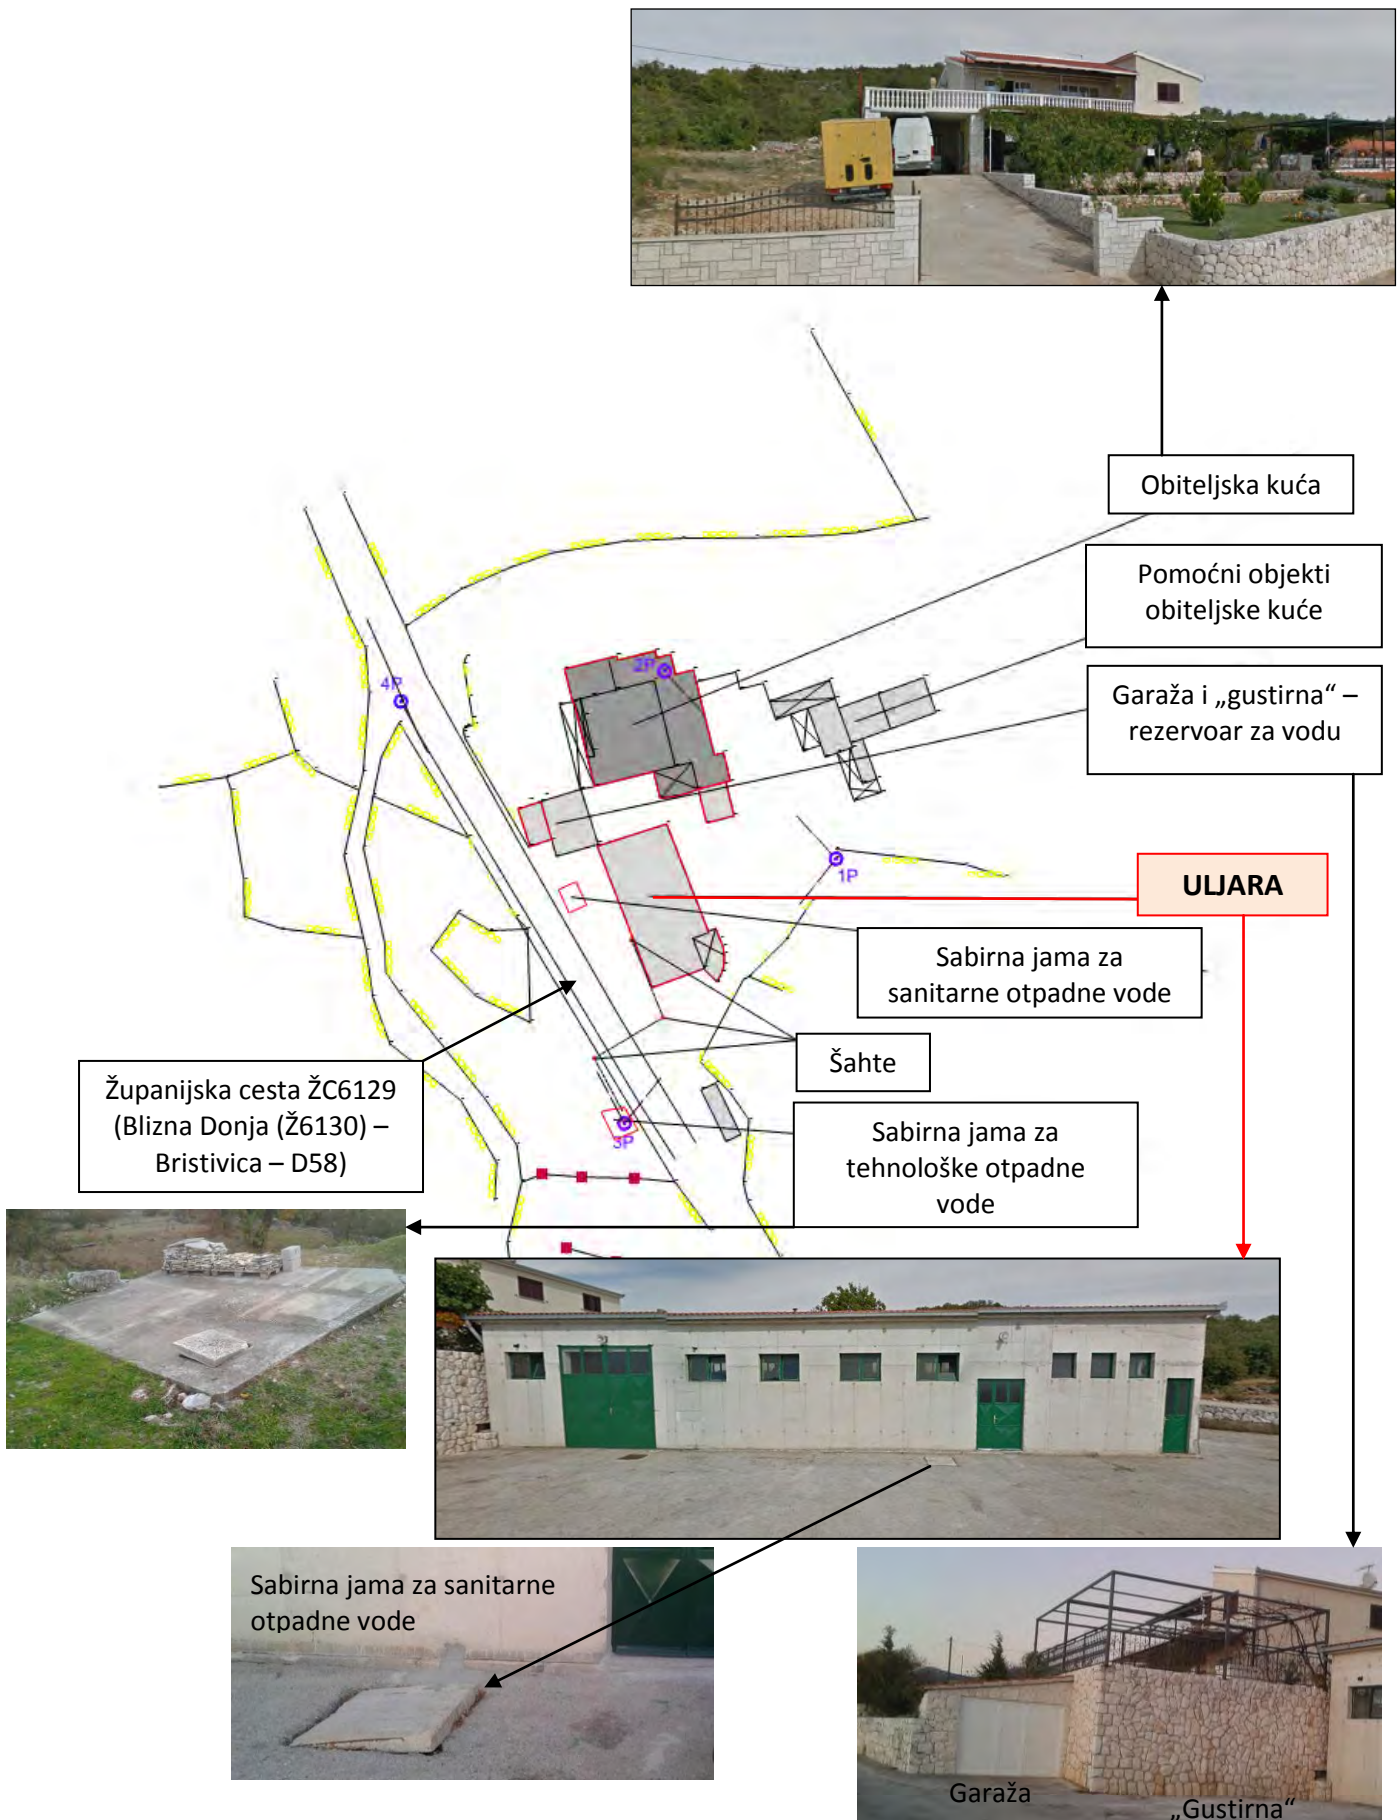 Obiteljska kuća
Pomoćni objekti
obiteljske kuće
2P
4P
Garaža i „gustirna“ –
rezervoar za vodu
1P
ULJARA
Sabirna jama za
sanitarne otpadne vode
Šahte
Županijska cesta ŽC6129
(Blizna Donja (Ž6130) –
Bristivica – D58)
3P
Sabirna jama za
tehnološke otpadne
vode
Sabirna jama za sanitarne
otpadne vode
Garaža
„Gustirna“